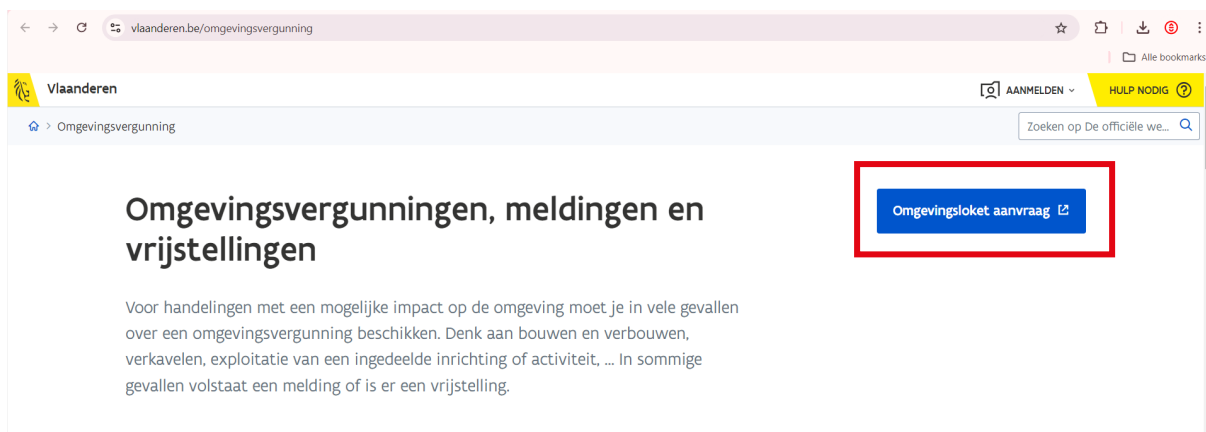 vlaanderen.be/omgevingsvergunning
Alle bookmarks
Vlaanderen
AANMELDEN
HULP NODIG
Omgevingsvergunning
Zoeken op De officiële we...
Omgevingsvergunningen, meldingen en
vrijstellingen
Omgevingsloket aanvraag
Voor handelingen met een mogelijke impact op de omgeving moet je in vele gevallen
over een omgevingsvergunning beschikken. Denk aan bouwen en verbouwen,
verkavelen, exploitatie van een ingedeelde inrichting of activiteit, ... In sommige
gevallen volstaat een melding of is er een vrijstelling.